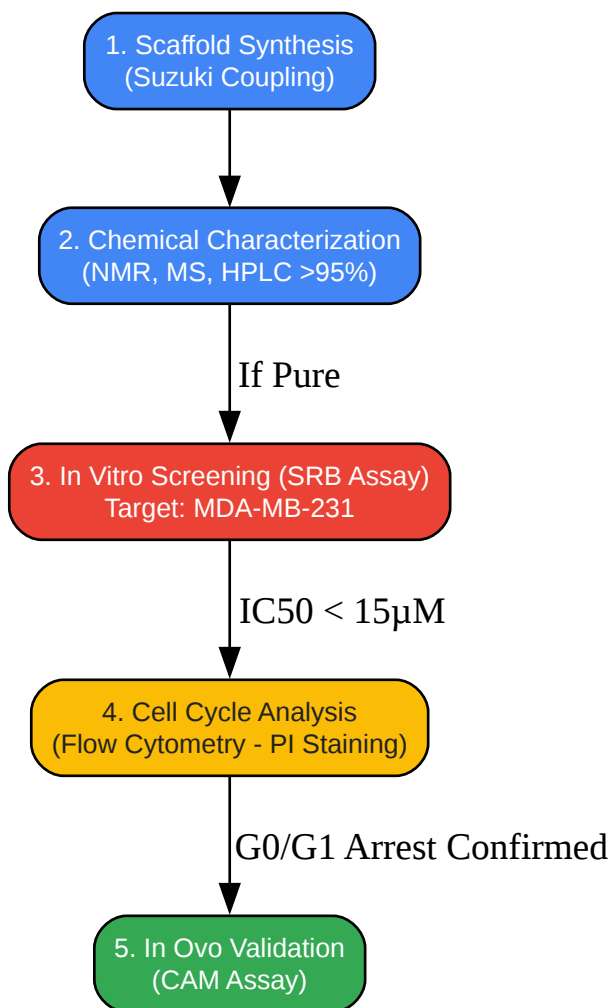 1. Scaffold Synthesis
(Suzuki Coupling)
2. Chemical Characterization
(NMR, MS, HPLC >95%)
If Pure
3. In Vitro Screening (SRB Assay)
Target: MDA-MB-231
IC50 < 15µM
4. Cell Cycle Analysis
(Flow Cytometry - PI Staining)
G0/G1 Arrest Confirmed
5. In Ovo Validation
(CAM Assay)